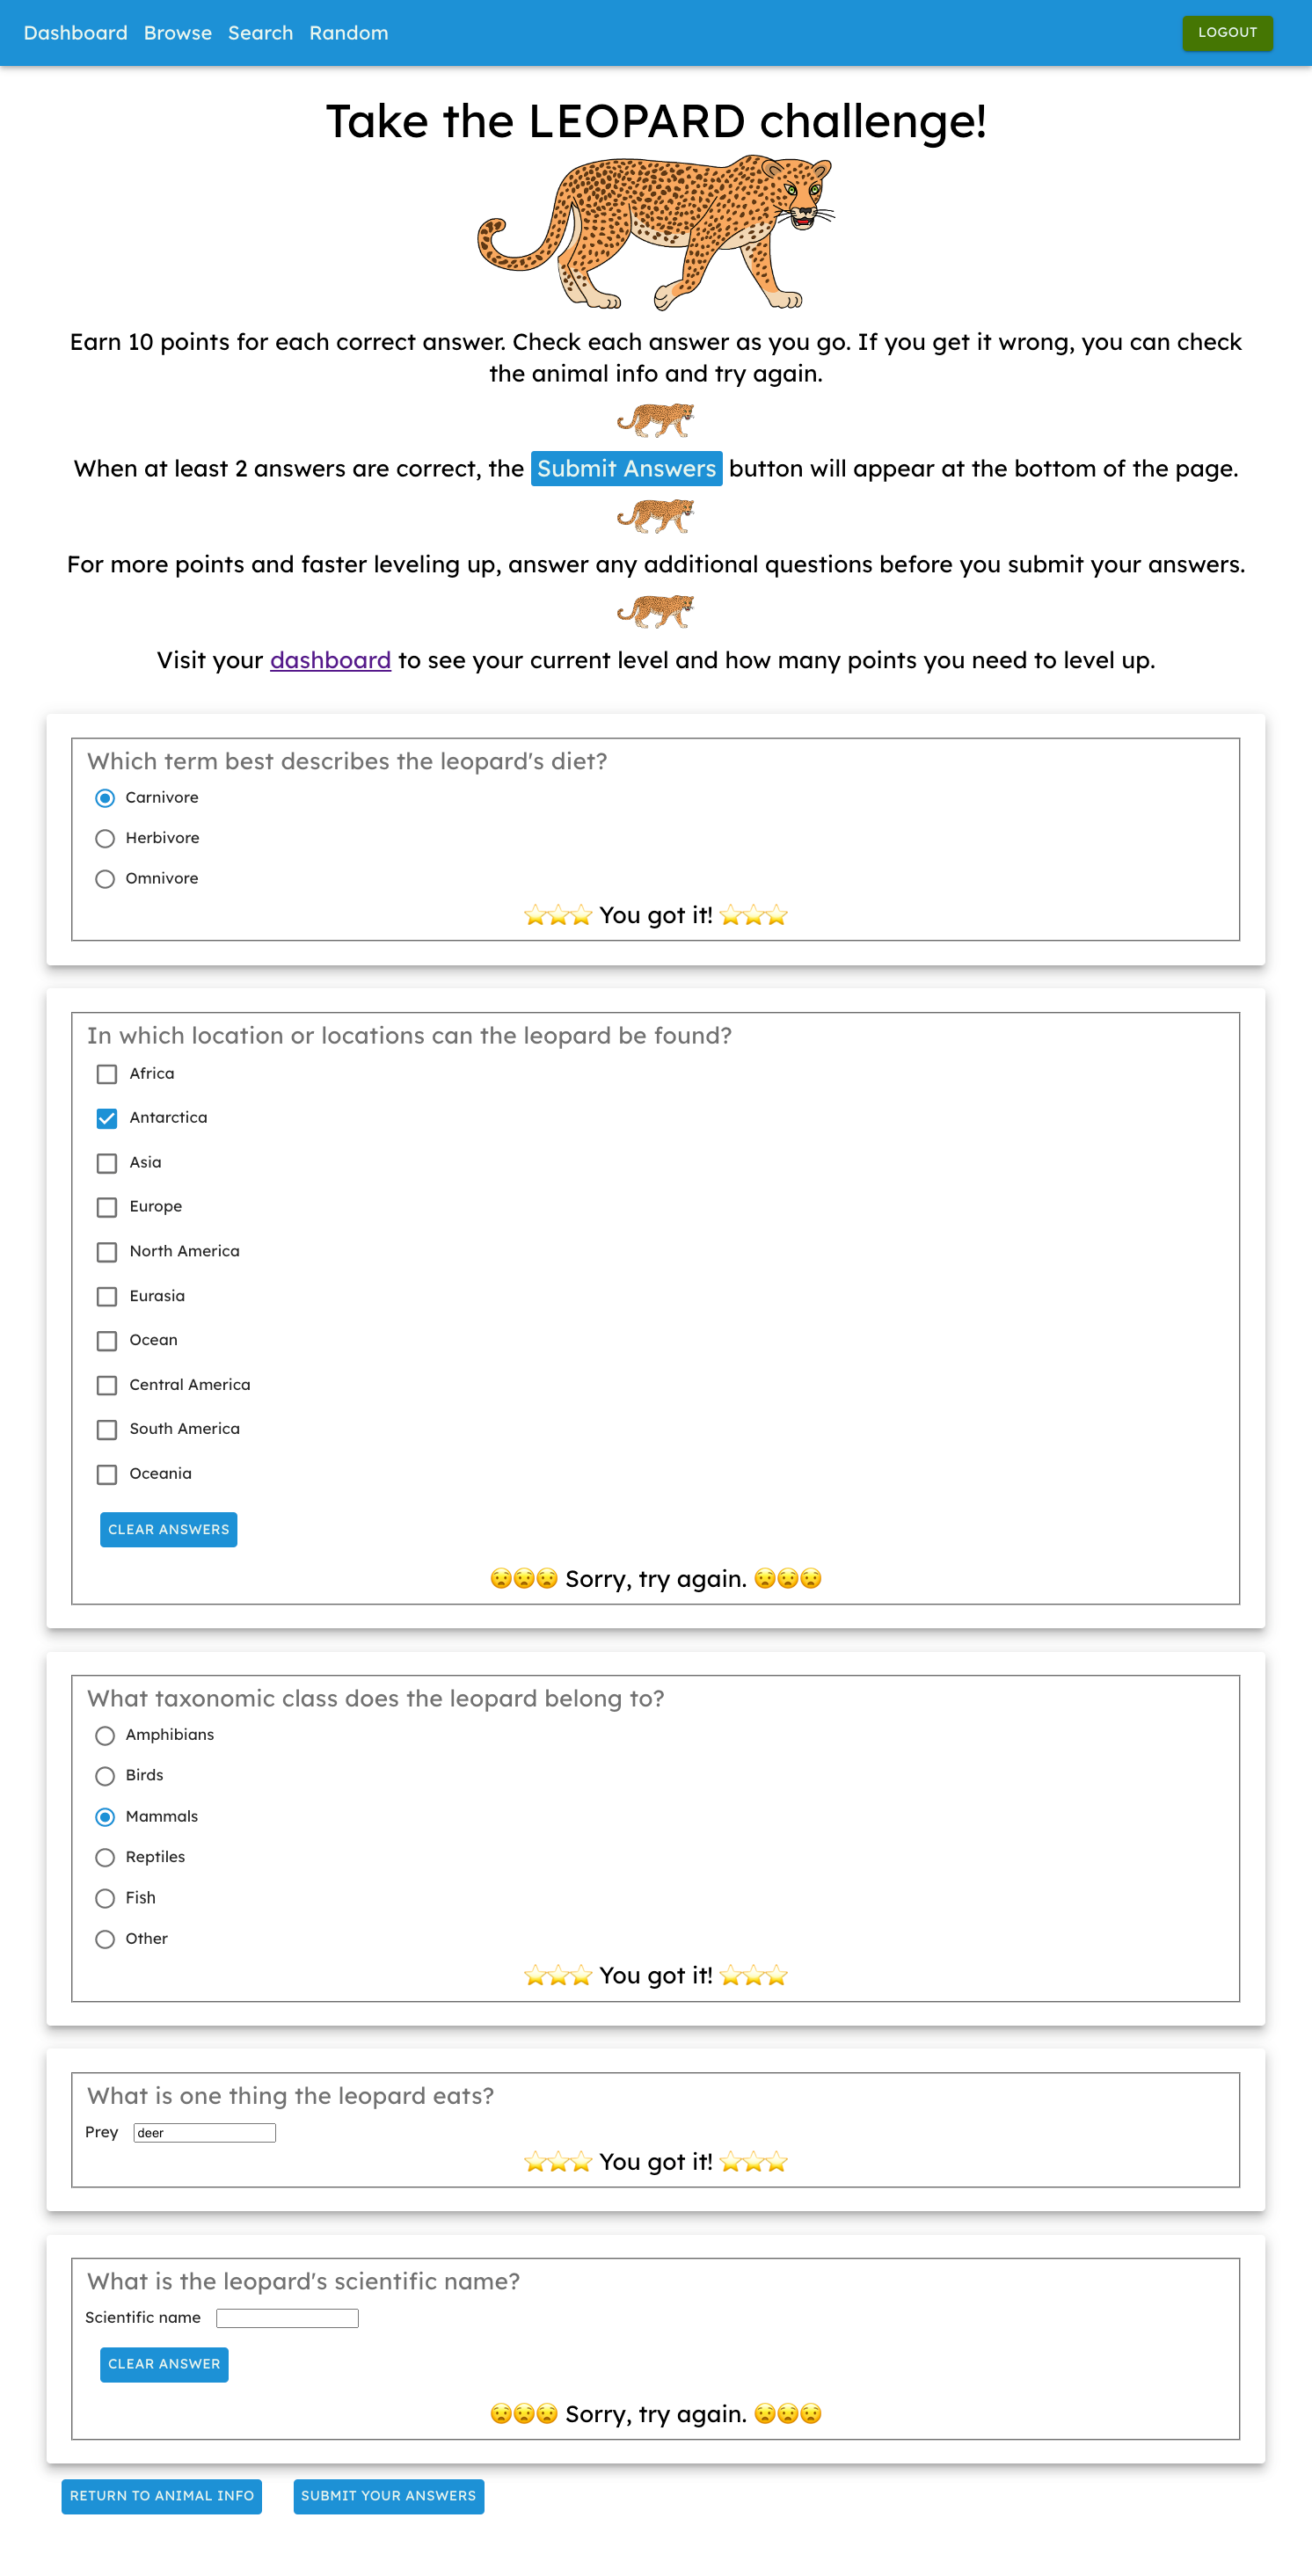 Dashboard Browse Search Random LOGOUT
Take the LEOPARD challenge!
Earn 10 points for each correct answer. Check each answer as you go. If you get it wrong, you can check
the animal info and try again.
When at least 2 answers are correct, the Submit Answers button will appear at the bottom of the page.
For more points and faster leveling up, answer any additional questions before you submit your answers.
Visit your dashboard to see your current level and how many points you need to level up.
Which term best describes the leopard's diet?
Carnivore
Herbivore
Omnivore
⭐⭐⭐ You got it! ⭐⭐⭐
In which location or locations can the leopard be found?
Africa
Antarctica
Asia
Europe
North America
Eurasia
Ocean
Central America
South America
Oceania
CLEAR ANSWERS
😟😟😟 Sorry, try again. 😟😟😟
What taxonomic class does the leopard belong to?
Amphibians
Birds
Mammals
Reptiles
Fish
Other
⭐⭐⭐ You got it! ⭐⭐⭐
What is one thing the leopard eats?
Prey deer
⭐⭐⭐ You got it! ⭐⭐⭐
What is the leopard's scientific name?
Scientific name
CLEAR ANSWER
😟😟😟 Sorry, try again. 😟😟😟
RETURN TO ANIMAL INFO SUBMIT YOUR ANSWERS